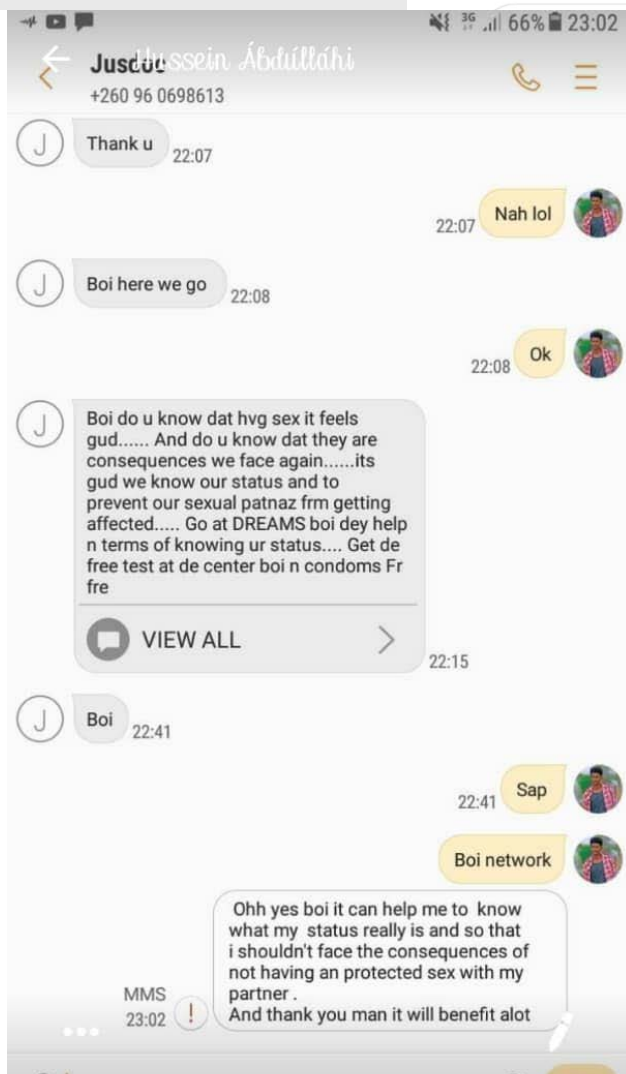 3G 66% 23:02
Hussein Ábdúlláhi
+260 96 0698613
J
Thank u
22:07
22:07
Nah lol
J
Boi here we go
22:08
22:08
Ok
J
Boi do u know dat hvg sex it feels
gud...... And do u know dat they are
consequences we face again......its
gud we know our status and to
prevent our sexual patnaz frm getting
affected..... Go at DREAMS boi dey help
n terms of knowing ur status.... Get de
free test at de center boi n condoms Fr
fre
VIEW ALL
22:15
J
Boi
22:41
22:41
Sap
Boi network
Ohh yes boi it can help me to know
what my status really is and so that
i shouldn't face the consequences of
not having an protected sex with my
partner .
And thank you man it will benefit alot
MMS
23:02
!